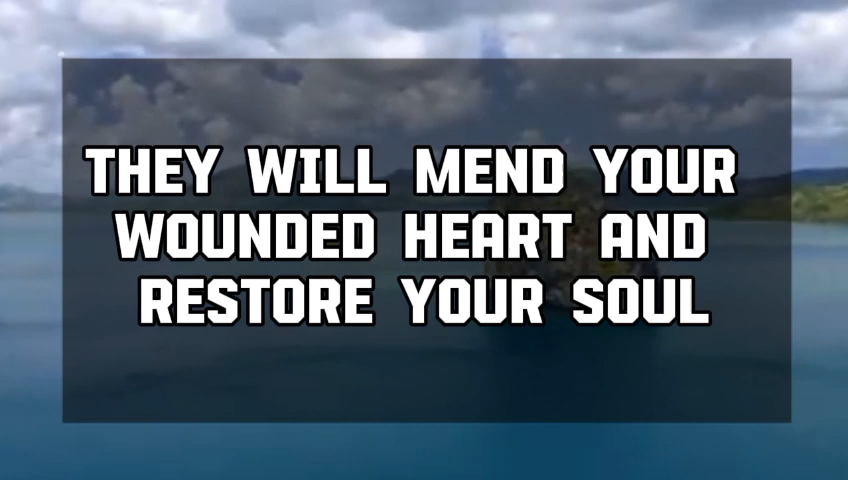 THEY WILL MEND YOUR
WOUNDED HEART AND
RESTORE YOUR SOUL